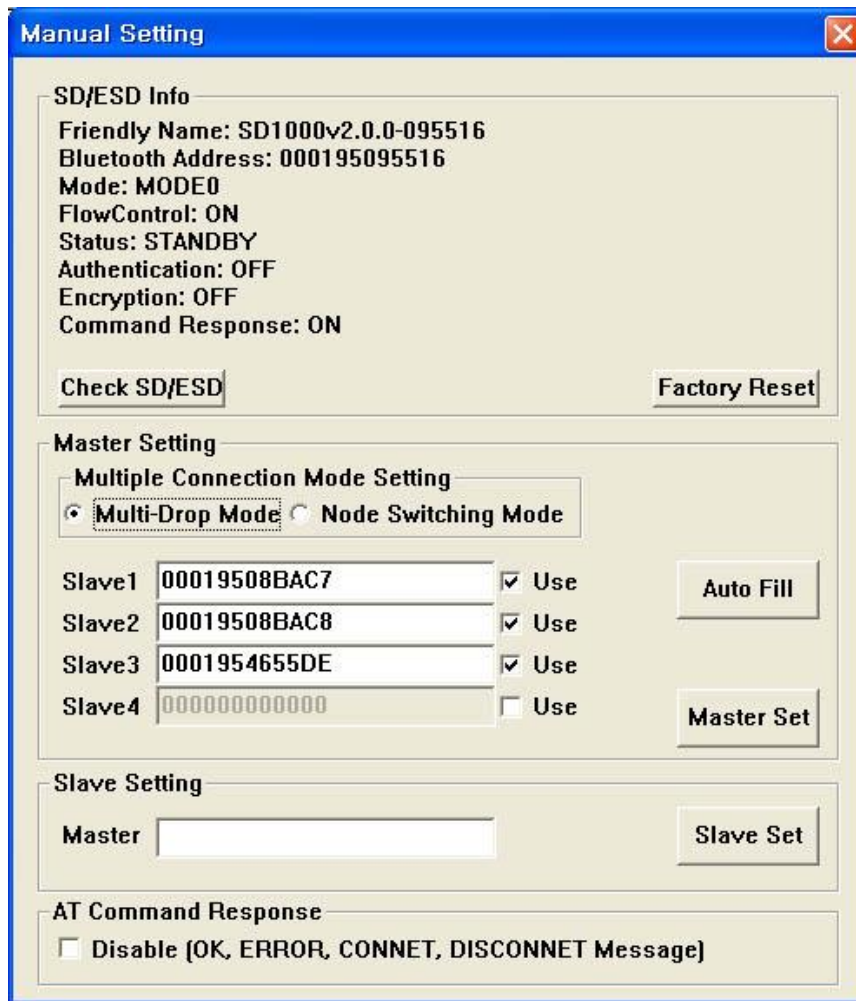 Manual Setting
SD/ESD Info
Friendly Name: SD1000v2.0.0-095516
Bluetooth Address: 000195095516
Mode: MODE0
FlowControl: ON
Status: STANDBY
Authentication: OFF
Encryption: OFF
Command Response: ON
Check SD/ESD Factory Reset
Master Setting
Multiple Connection Mode Setting
Multi-Drop Mode Node Switching Mode
Slave1 00019508BAC7 Use
Auto Fill
Slave2 00019508BAC8 Use
Slave3 0001954655DE Use
Slave4 000000000000 Use
Master Set
Slave Setting
Master Slave Set
AT Command Response
Disable (OK, ERROR, CONNET, DISCONNET Message)